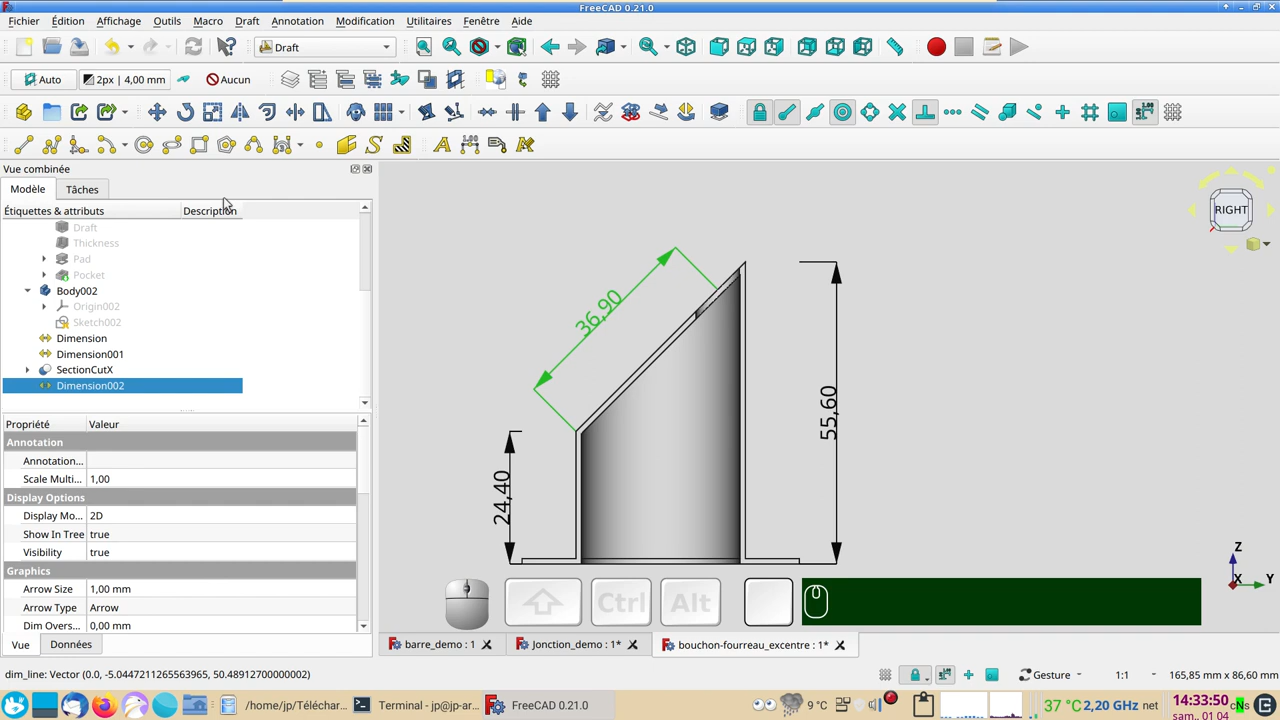 FreeCAD 0.21.0
Fichier Édition Affichage Outils Macro Draft Annotation Modification Utilitaires Fenêtre Aide
Draft
Auto 2px | 4,00 mm Aucun
Vue combinée
Modèle Tâches
Étiquettes & attributs Description
Draft
Thickness
Pad
Pocket
Body002
Origin002
Sketch002
Dimension
Dimension001
SectionCutX
Dimension002
Propriété Valeur
Annotation
Annotation...
Scale Multi... 1,00
Display Options
Display Mo... 2D
Show In Tree true
Visibility true
Graphics
Arrow Size 1,00 mm
Arrow Type Arrow
Dim Overs... 0,00 mm
Vue Données
RIGHT
36,90
24,40
55,60
Z
X Y
Ctrl Alt
barre_demo : 1 Jonction_demo : 1* bouchon-fourreau_excentre : 1*
dim_line: Vector (0.0, -5.0447211265563965, 50.48612700000002) Gesture 1:1 165,85 mm x 86,60 mm
/home/jp/Téléchar... Terminal - jp@jp-ar... FreeCAD 0.21.0 9 °C 37 °C 2,20 GHz net 14:33:50
sam.. 01 04